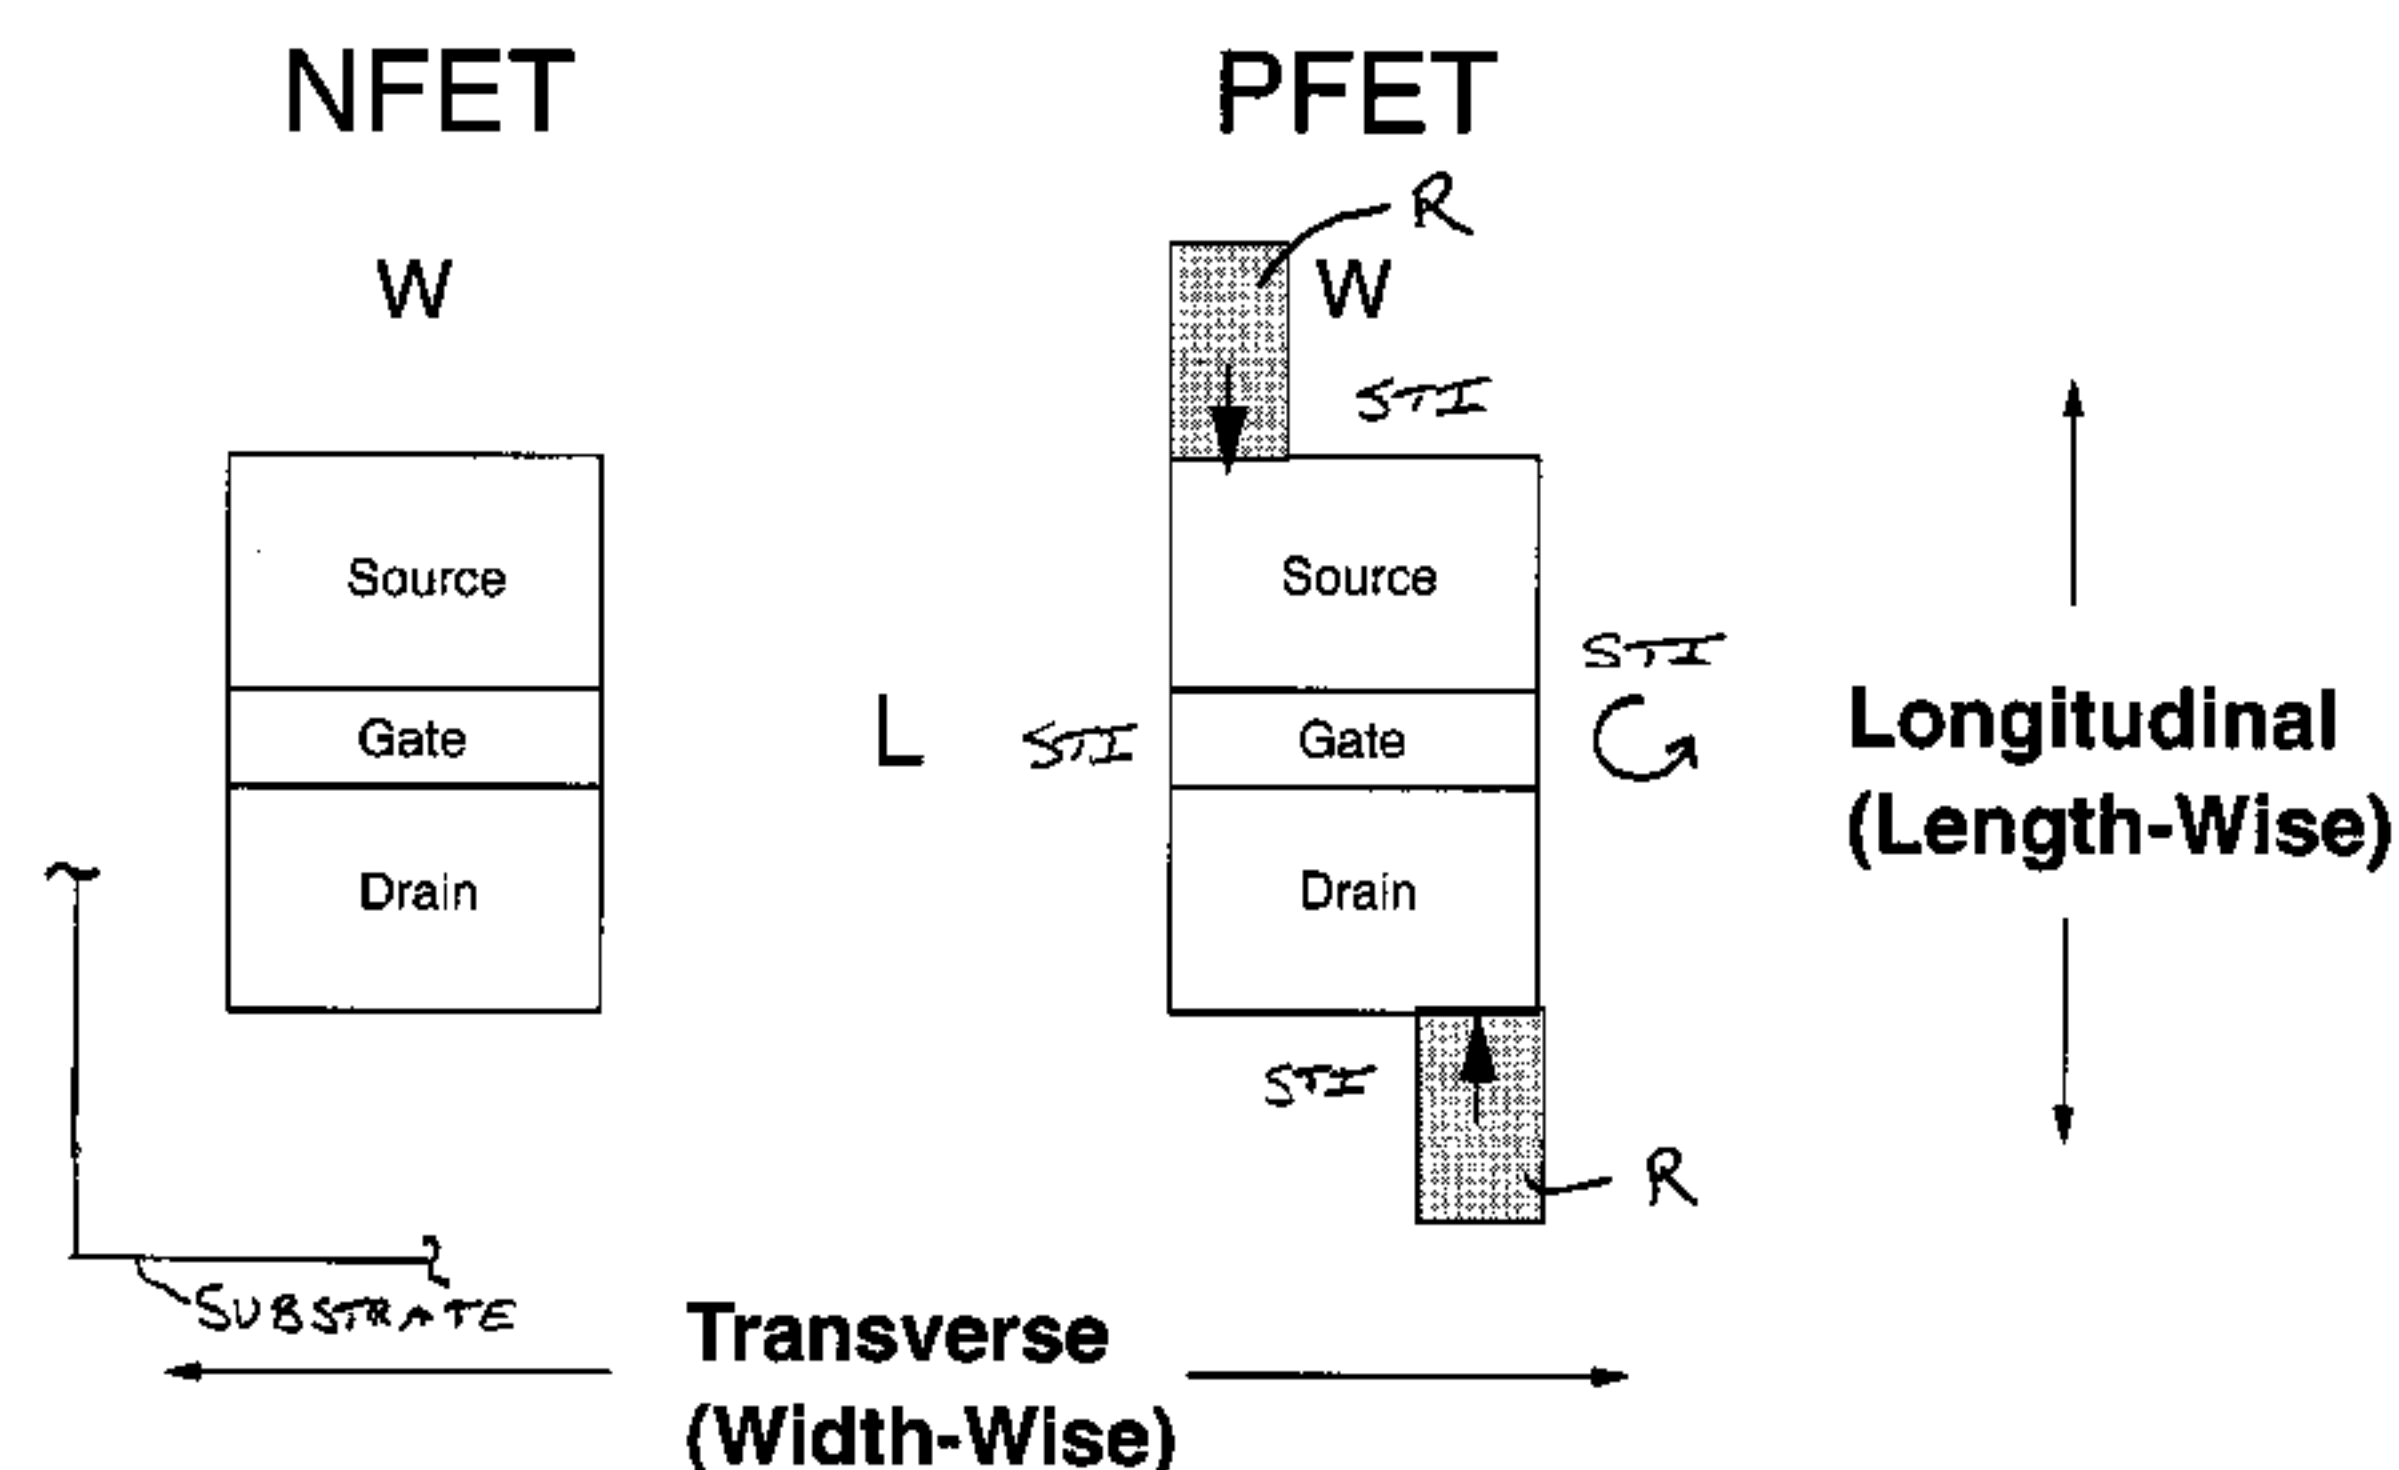 NFET
PFET
R
W
W
STI
Source
Source
STI
L
STI
Gate
Gate
Longitudinal
(Length-Wise)
Drain
Drain
STI
R
SUBSTRATE
Transverse
(Width-Wise)